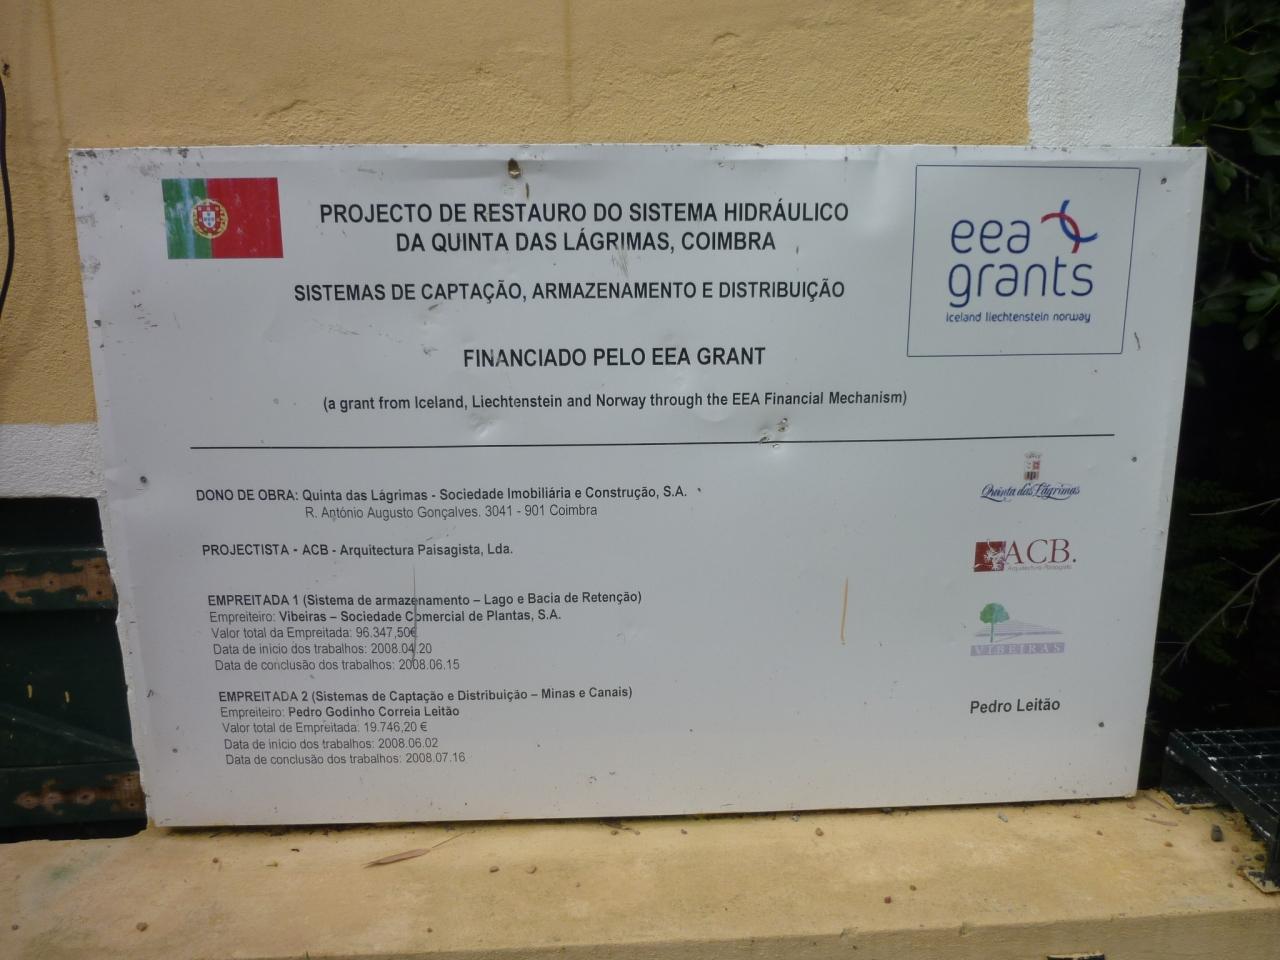 PROJECTO DE RESTAURO DO SISTEMA HIDRÁULICO
DA QUINTA DAS LÁGRIMAS, COIMBRA
SISTEMAS DE CAPTAÇÃO, ARMAZENAMENTO E DISTRIBUIÇÃO
FINANCIADO PELO EEA GRANT
(a grant from Iceland, Liechtenstein and Norway through the EEA Financial Mechanism)
eea
grants
iceland liechtenstein norway
DONO DE OBRA: Quinta das Lágrimas - Sociedade Imobiliária e Construção, S.A.
R. António Augusto Gonçalves. 3041 - 901 Coimbra
PROJECTISTA - ACB - Arquitectura Paisagista, Lda.
EMPREITADA 1 (Sistema de armazenamento – Lago e Bacia de Retenção)
Empreiteiro: Vibeiras – Sociedade Comercial de Plantas, S.A.
Valor total da Empreitada: 96.347,50€
Data de início dos trabalhos: 2008.04.20
Data de conclusão dos trabalhos: 2008.06.15
EMPREITADA 2 (Sistemas de Captação e Distribuição – Minas e Canais)
Empreiteiro: Pedro Godinho Correia Leitão
Valor total de Empreitada: 19.746,20 €
Data de início dos trabalhos: 2008.06.02
Data de conclusão dos trabalhos: 2008.07.16
Quinta das Lágrimas
ACB.
Arquitectura Paisagista
VIBEIRAS
Pedro Leitão